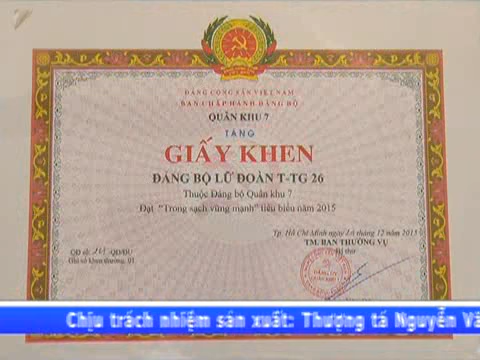 ĐẢNG CỘNG SẢN VIỆT NAM
BAN CHẤP HÀNH ĐẢNG BỘ
QUÂN KHU 7
TẶNG
GIẤY KHEN
ĐẢNG BỘ LỮ ĐOÀN T-TG 26
Thuộc Đảng bộ Quân khu 7
Đạt "Trong sạch vững mạnh" tiêu biểu năm 2015
Tp. Hồ Chí Minh ngày 26 tháng 12 năm 2015
TM. BAN THƯỜNG VỤ
Bí thư
QĐ số: -QĐ/ĐU
Ghi sổ khen thưởng: 01
Chịu trách nhiệm sản xuất: Thượng tá Nguyễn Vă